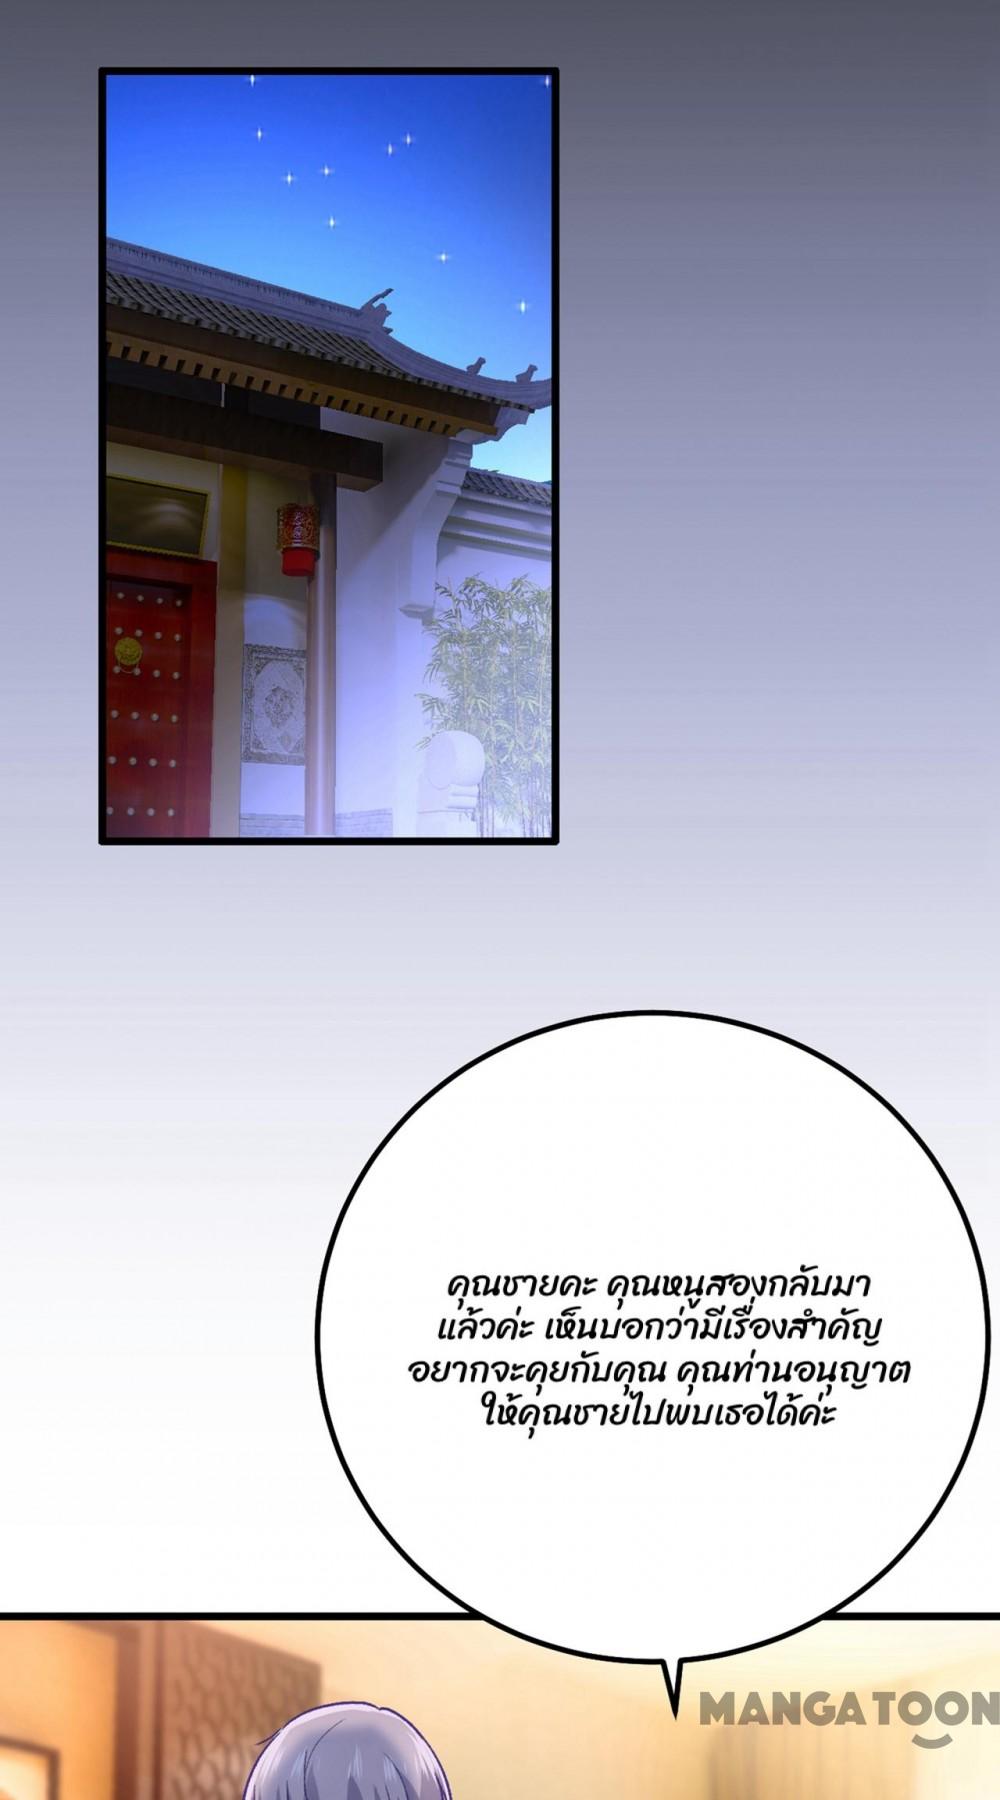 คุณชายคะ คุณหนูสองกลับมา
แล้วค่ะ เห็นบอกว่ามีเรื่องสำคัญ
อยากจะคุยกับคุณ คุณท่านอนุญาต
ให้คุณชายไปพบเธอได้ค่ะ
MANGATOON